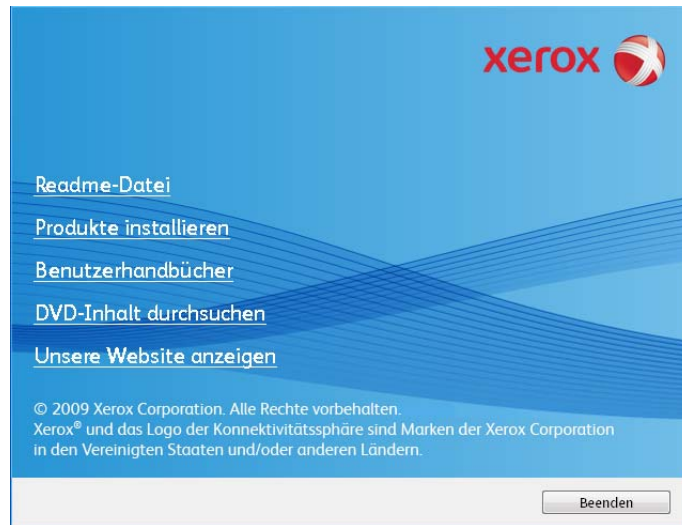 xerox
Readme-Datei
Produkte installieren
Benutzerhandbücher
DVD-Inhalt durchsuchen
Unsere Website anzeigen
© 2009 Xerox Corporation. Alle Rechte vorbehalten.
Xerox® und das Logo der Konnektivitätssphäre sind Marken der Xerox Corporation
in den Vereinigten Staaten und/oder anderen Ländern.
Beenden